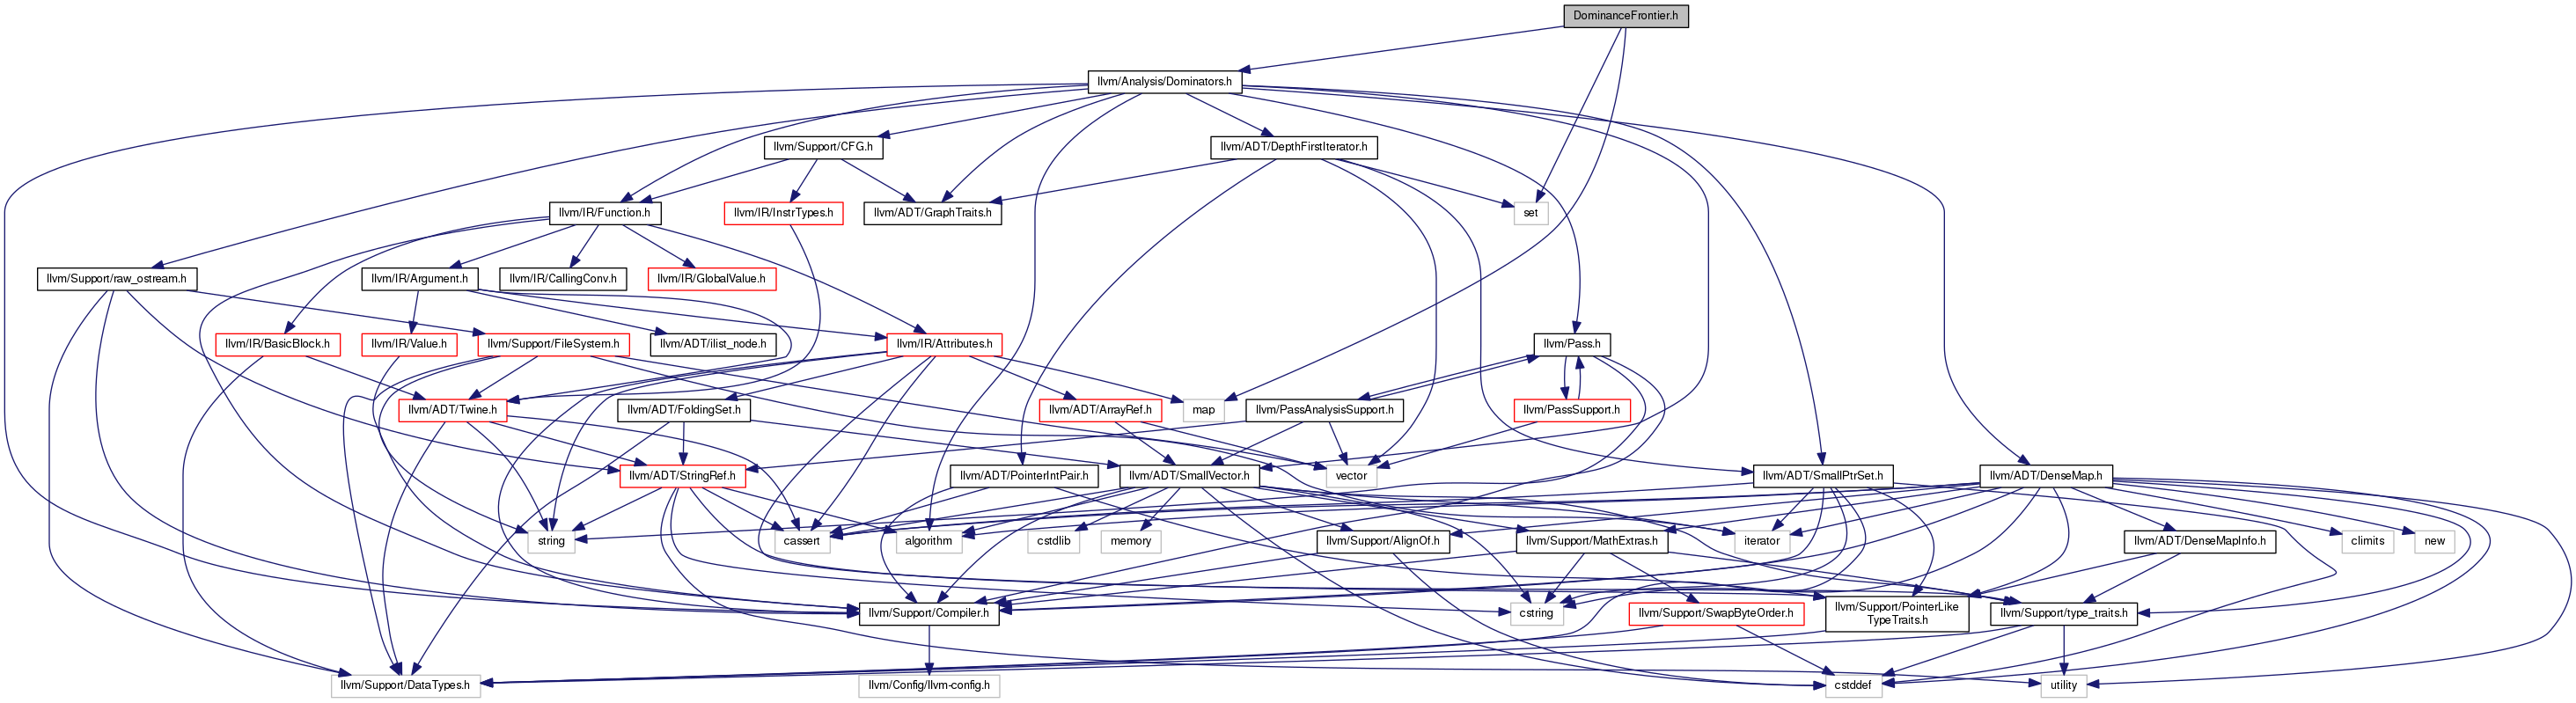 DominanceFrontier.h
llvm/Analysis/Dominators.h
llvm/Support/CFG.h
llvm/ADT/DepthFirstIterator.h
llvm/IR/Function.h
llvm/IR/InstrTypes.h
llvm/ADT/GraphTraits.h
set
llvm/Support/raw_ostream.h
llvm/IR/Argument.h
llvm/IR/CallingConv.h
llvm/IR/GlobalValue.h
llvm/IR/BasicBlock.h
llvm/IR/Value.h
llvm/Support/FileSystem.h
llvm/ADT/ilist_node.h
llvm/IR/Attributes.h
llvm/Pass.h
llvm/ADT/Twine.h
llvm/ADT/FoldingSet.h
llvm/ADT/ArrayRef.h
map
llvm/PassAnalysisSupport.h
llvm/PassSupport.h
llvm/ADT/StringRef.h
llvm/ADT/PointerIntPair.h
llvm/ADT/SmallVector.h
vector
llvm/ADT/SmallPtrSet.h
llvm/ADT/DenseMap.h
string
cassert
algorithm
cstdlib
memory
llvm/Support/AlignOf.h
llvm/Support/MathExtras.h
iterator
llvm/ADT/DenseMapInfo.h
climits
new
llvm/Support/Compiler.h
cstring
llvm/Support/SwapByteOrder.h
llvm/Support/PointerLike
TypeTraits.h
llvm/Support/type_traits.h
llvm/Support/DataTypes.h
llvm/Config/llvm-config.h
cstddef
utility